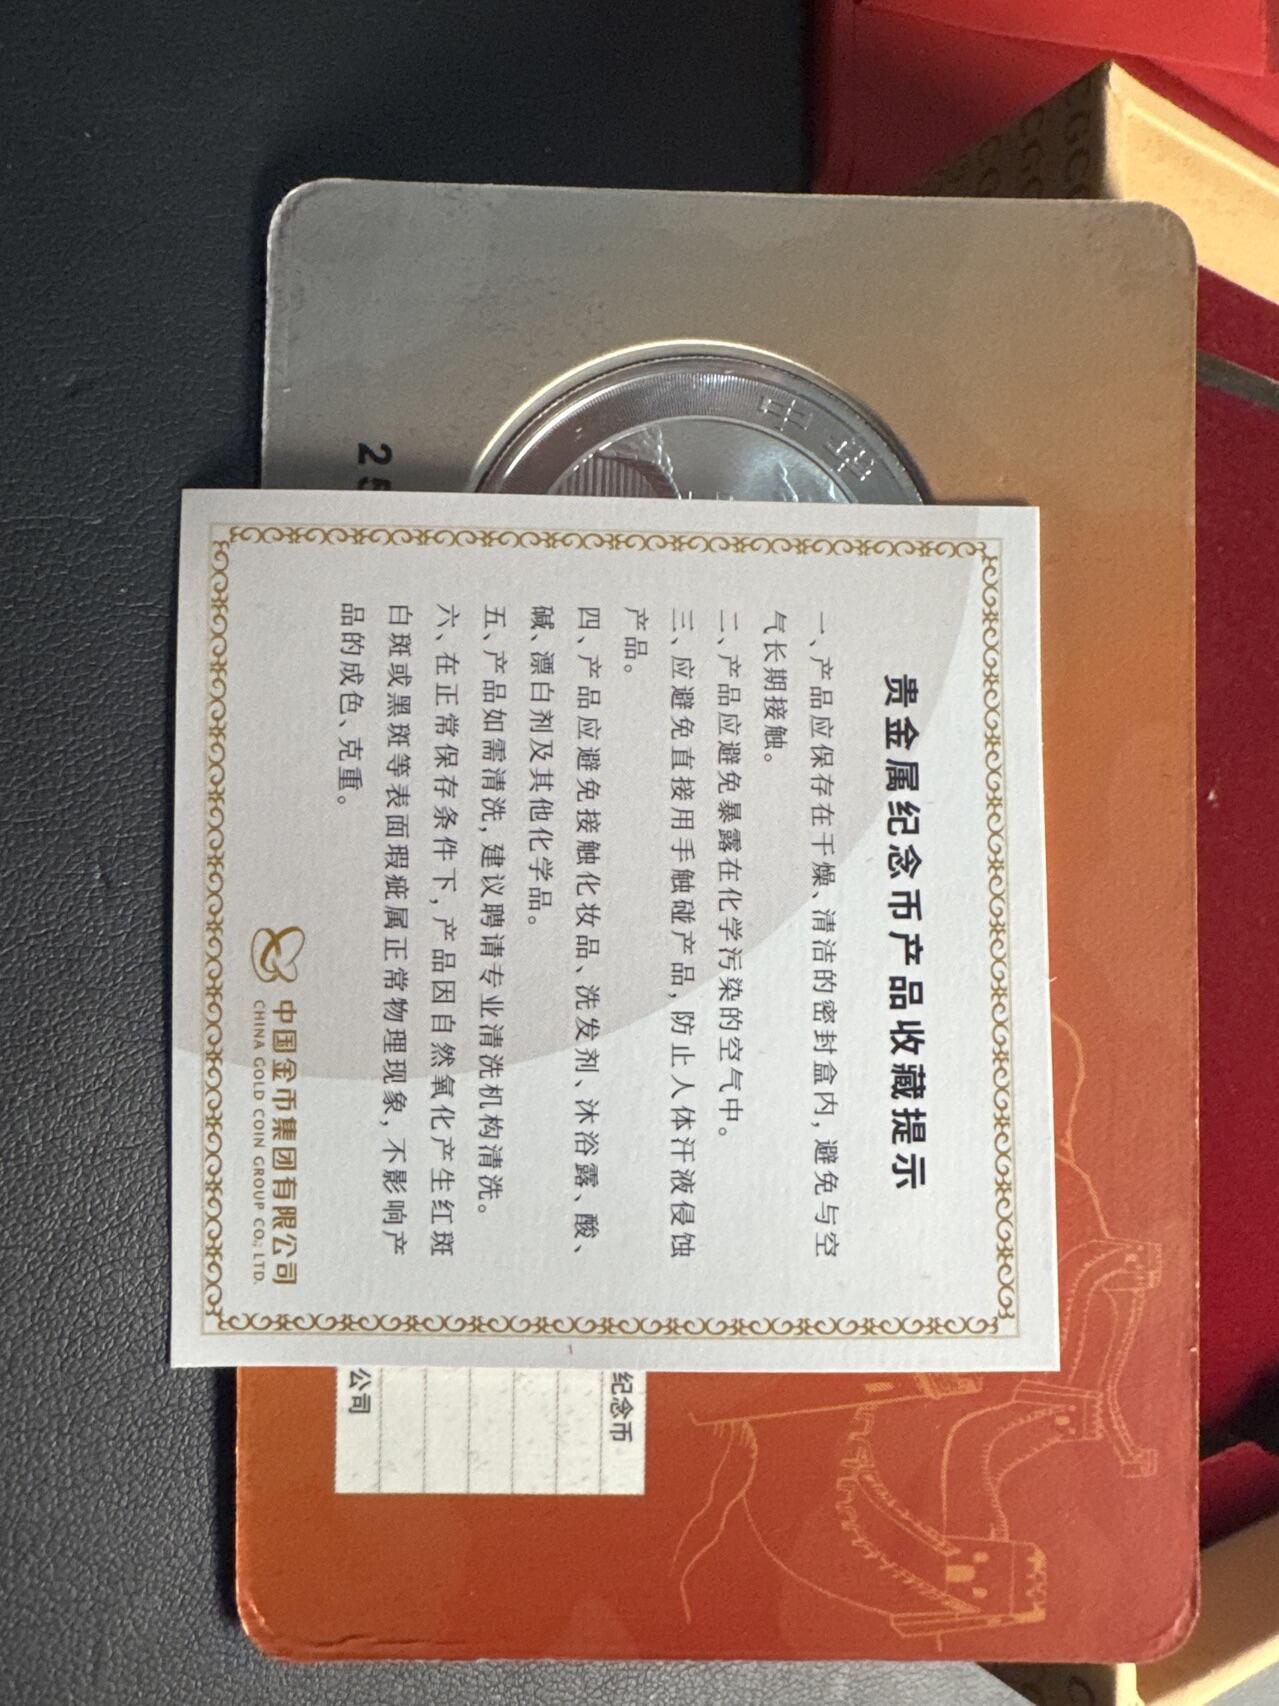 贵金属纪念币产品收藏提示
一、产品应保存在干燥、清洁的密封盒内，避免与空
气长期接触。
二、产品应避免暴露在化学污染的空气中。
三、应避免直接用手触碰产品，防止人体汗液侵蚀
产品。
四、产品应避免接触化妆品、洗发剂、沐浴露、酸、
碱、漂白剂及其他化学品。
五、产品如需清洗，建议聘请专业清洗机构清洗。
六、在正常保存条件下，产品因自然氧化产生红斑
白斑或黑斑等表面瑕疵属正常物理现象，不影响产
品的成色、克重。
中国金币集团有限公司
CHINA GOLD COIN GROUP CO., LTD.
中华
25
纪念币
公司
CGCC